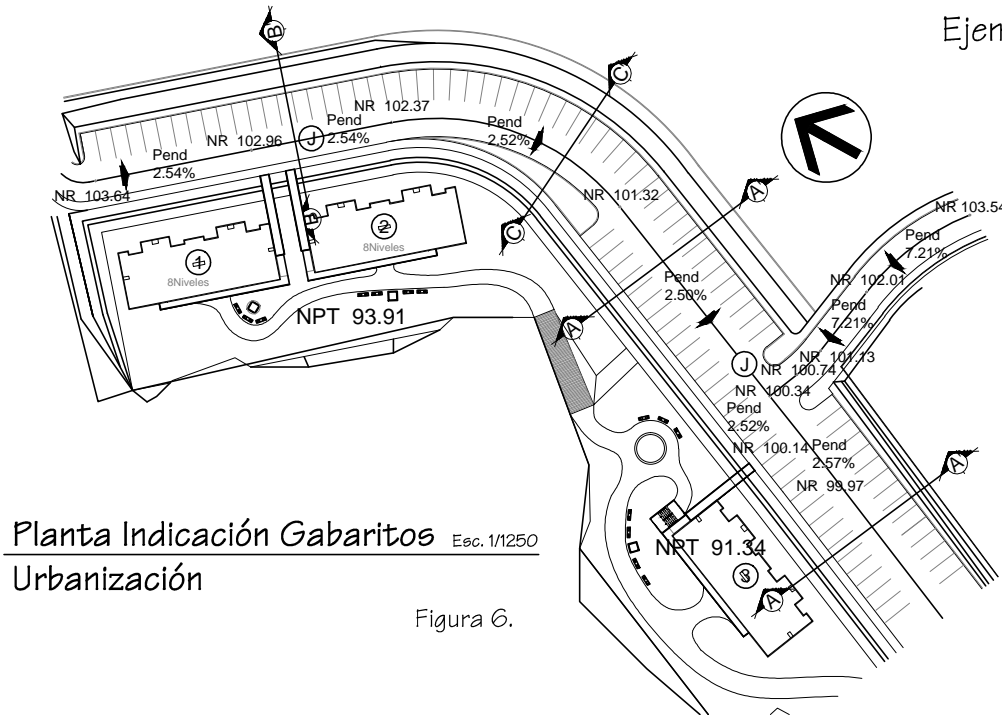 Ejen
B
C
NR 102.37
Pend
2.54%
J
NR 102.96
Pend
2.52%
Pend
2.54%
NR 103.64
NR 101.32
A
NR 103.54
B
2
8Niveles
C
1
8Niveles
Pend
7.21%
NR 102.01
Pend
2.50%
NPT 93.91
A
Pend
7.21%
NR 101.13
J
NR 100.74
NR 100.34
Pend
2.52%
NR 100.14
Pend
2.57%
A
NR 99.97
NPT 91.34
3
A
Planta Indicación Gabaritos Esc. 1/1250
Urbanización
Figura 6.